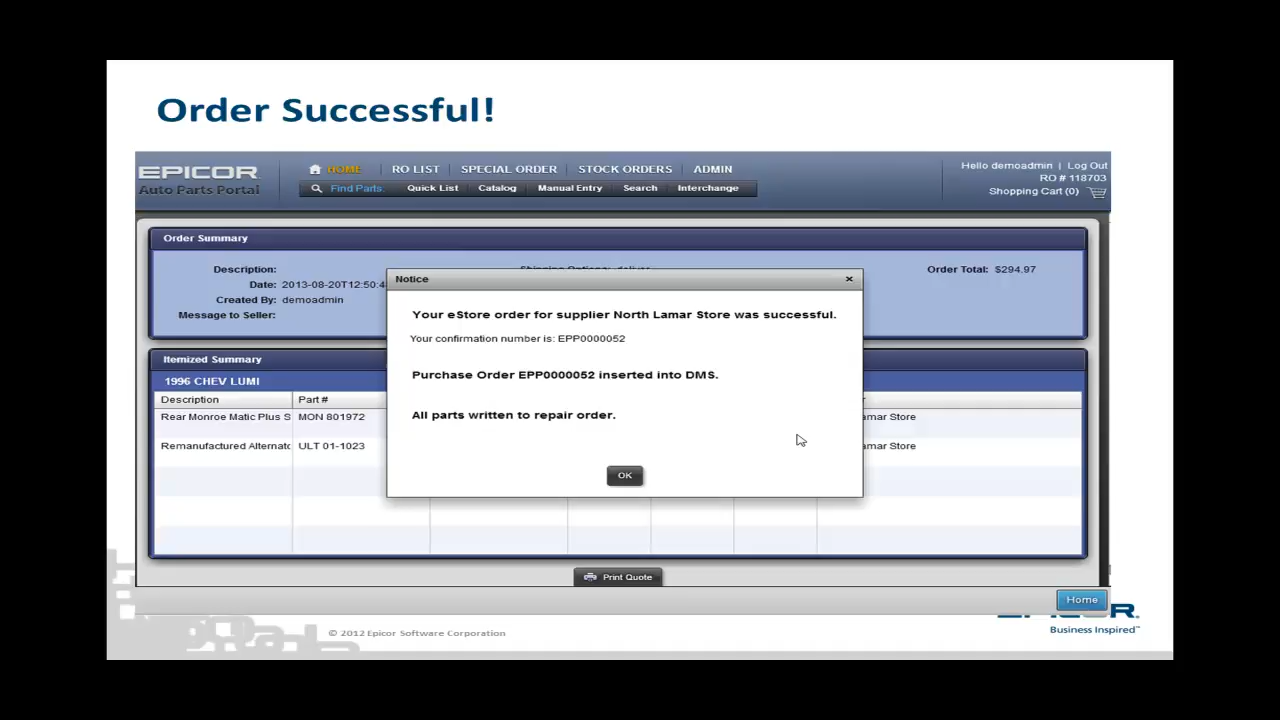 Order Successful!
EPICOR
Auto Parts Portal
HOME RO LIST SPECIAL ORDER STOCK ORDERS ADMIN
Find Parts. Quick List Catalog Manual Entry Search Interchange
Hello demoadmin | Log Out
RO # 118703
Shopping Cart (0)
Order Summary
Description:
Date: 2013-08-20T12:50:4
Created By: demoadmin
Message to Seller:
Shipping Options: deliver
Order Total: $294.97
Notice
Your eStore order for supplier North Lamar Store was successful.
Your confirmation number is: EPP0000052
Purchase Order EPP0000052 inserted into DMS.
All parts written to repair order.
OK
Itemized Summary
1996 CHEV LUMI
Description Part #
Rear Monroe Matic Plus S MON 801972 amar Store
Remanufactured Alternato ULT 01-1023 amar Store
Print Quote
Home
EPICOR
Business Inspired™
© 2012 Epicor Software Corporation